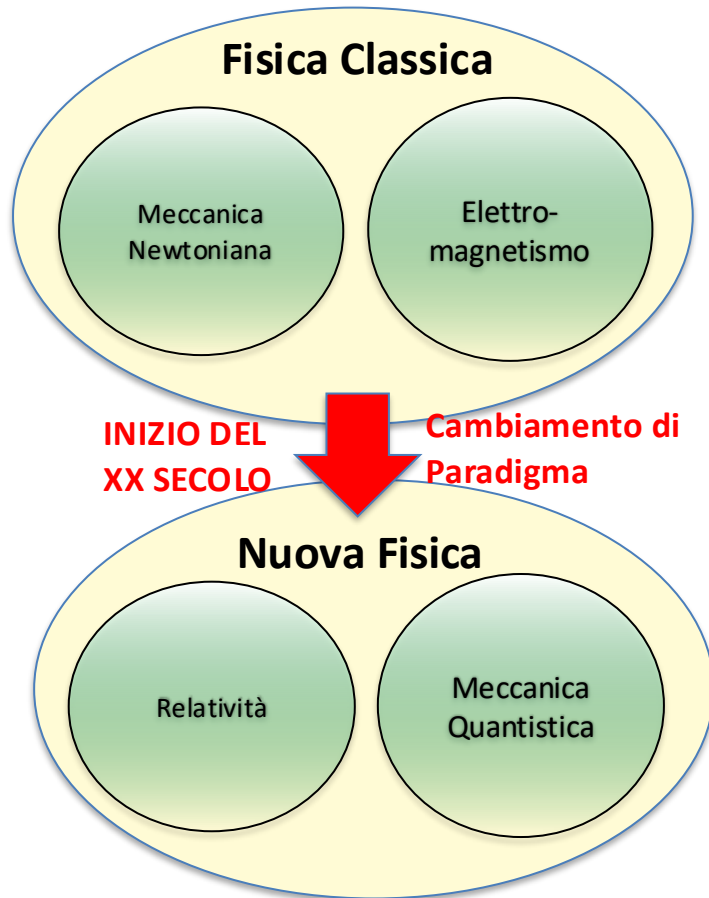 Fisica Classica
Meccanica
Newtoniana
Elettro-
magnetismo
INIZIO DEL
XX SECOLO
Cambiamento di
Paradigma
Nuova Fisica
Relatività
Meccanica
Quantistica